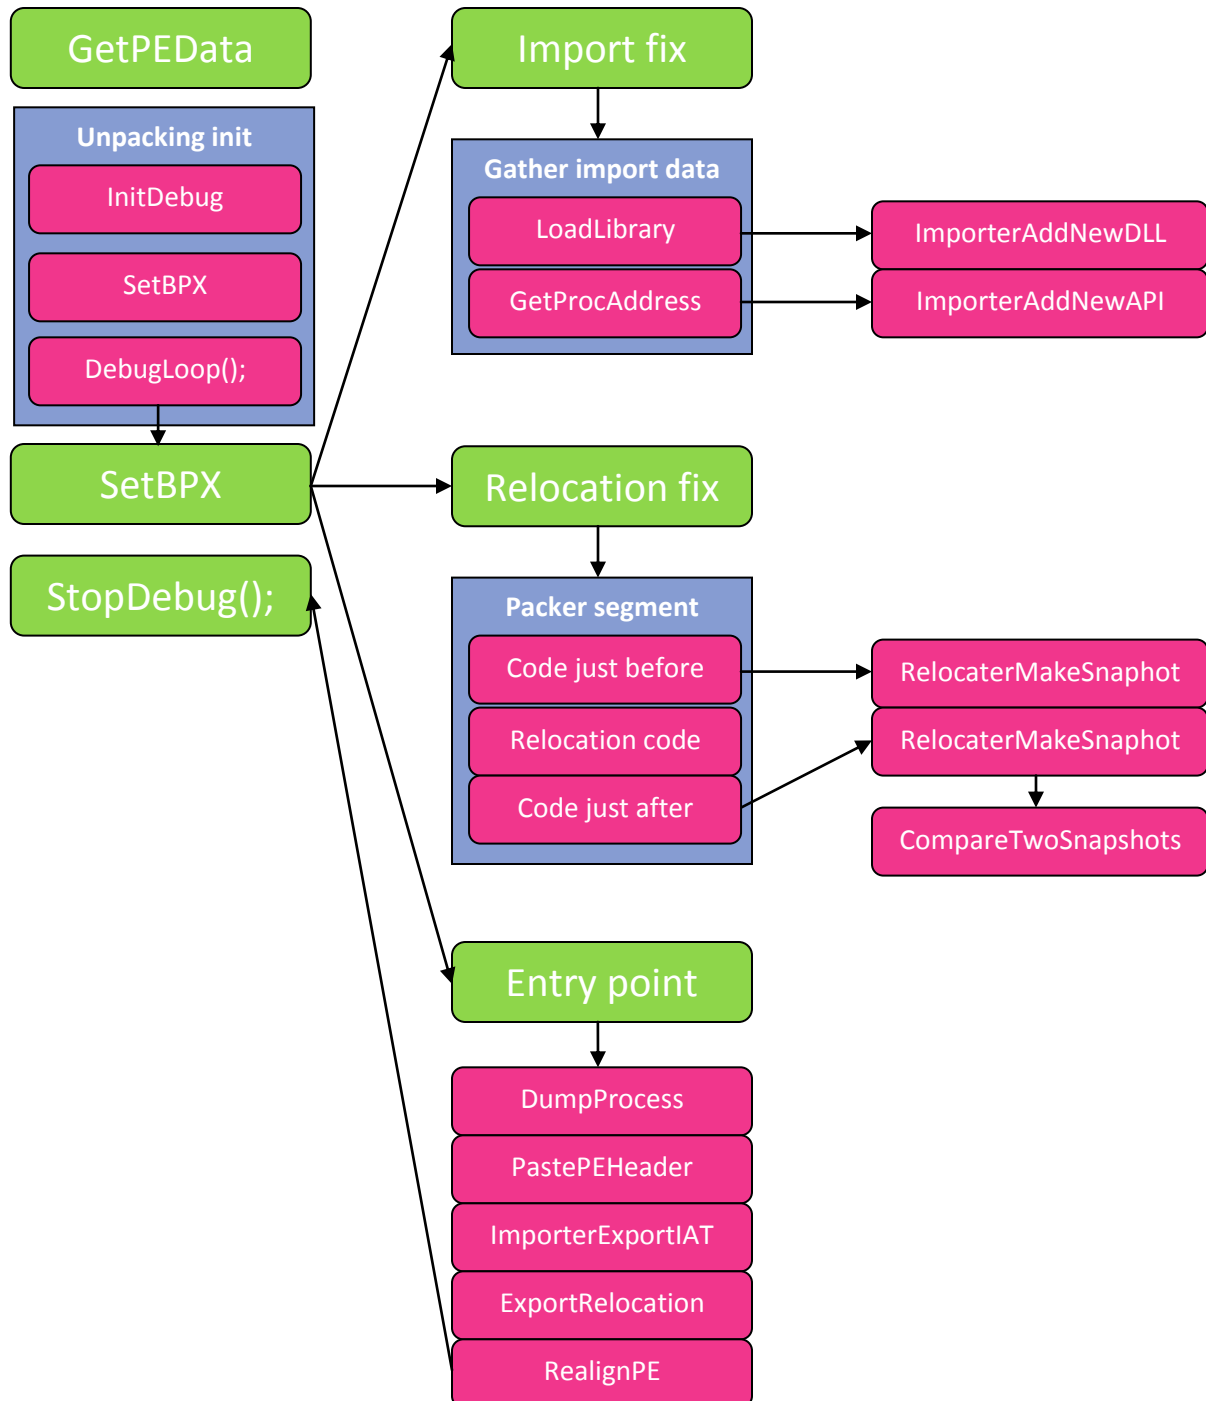 GetPEData
Unpacking init
InitDebug
SetBPX
DebugLoop();
SetBPX
StopDebug();
Import fix
Gather import data
LoadLibrary
GetProcAddress
ImporterAddNewDLL
ImporterAddNewAPI
Relocation fix
Packer segment
Code just before
Relocation code
Code just after
RelocaterMakeSnaphot
RelocaterMakeSnaphot
CompareTwoSnapshots
Entry point
DumpProcess
PastePEHeader
ImporterExportIAT
ExportRelocation
RealignPE